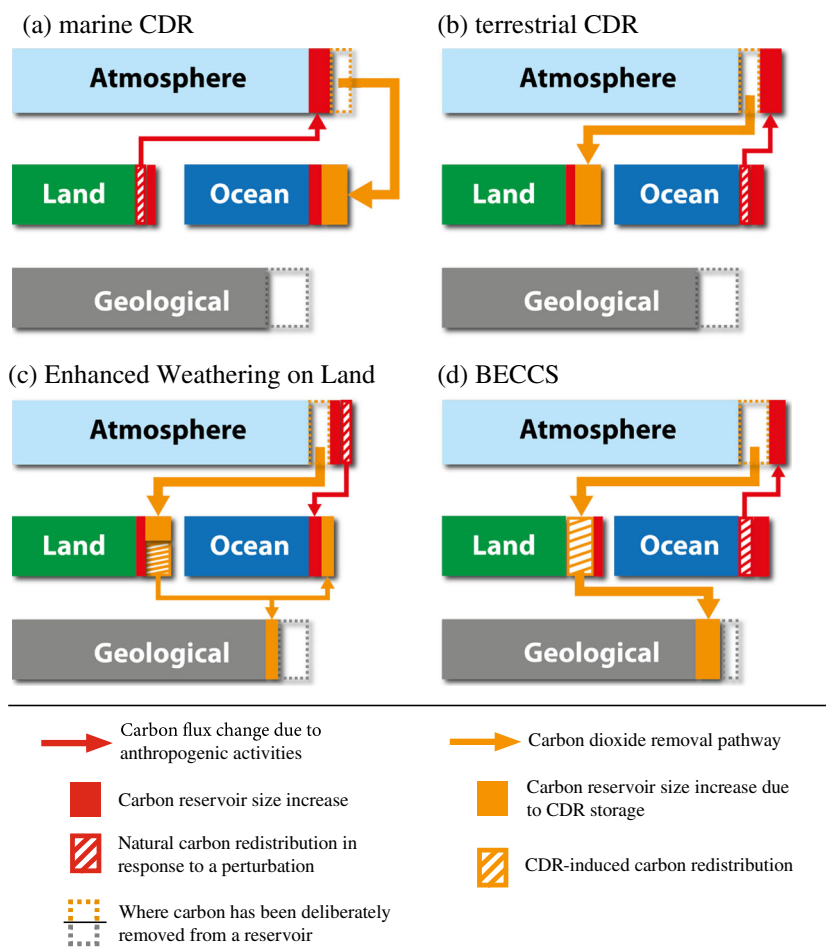 (a) marine CDR
(b) terrestrial CDR
Atmosphere
Atmosphere
Land
Ocean
Land
Ocean
Geological
Geological
(c) Enhanced Weathering on Land
(d) BECCS
Atmosphere
Atmosphere
Land
Ocean
Land
Ocean
Geological
Geological
Carbon flux change due to
anthropogenic activities
Carbon reservoir size increase
Natural carbon redistribution in
response to a perturbation
Where carbon has been deliberately
removed from a reservoir
Carbon dioxide removal pathway
Carbon reservoir size increase due
to CDR storage
CDR-induced carbon redistribution